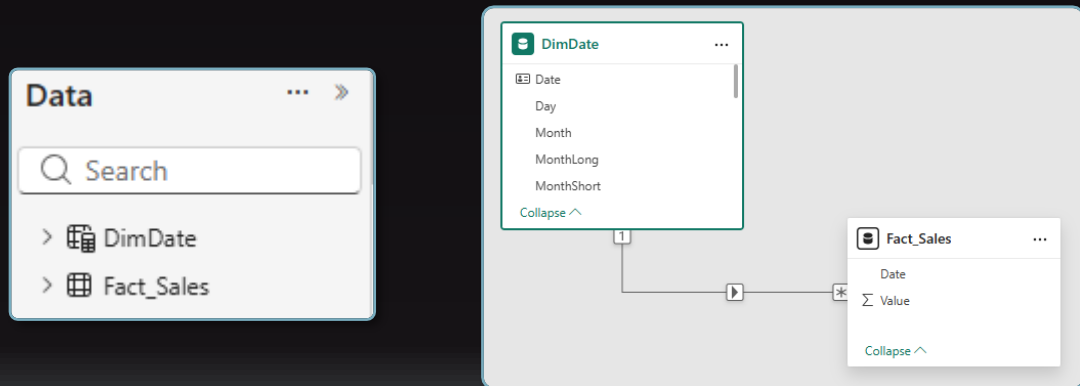 Data
Search
DimDate
Fact_Sales
DimDate
Date
Day
Month
MonthLong
MonthShort
Collapse
1
*
Fact_Sales
Date
Σ Value
Collapse